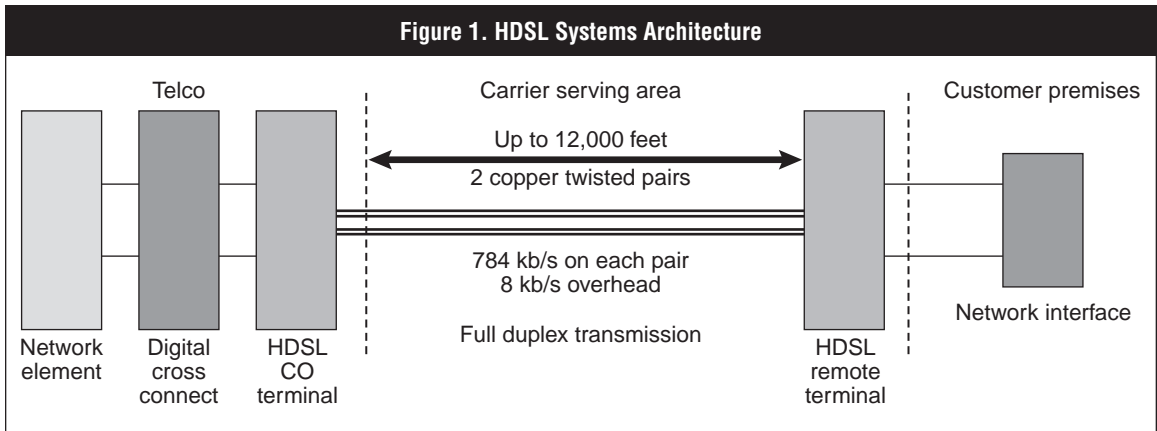 Figure 1. HDSL Systems Architecture
Telco
Carrier serving area
Customer premises
Up to 12,000 feet
2 copper twisted pairs
784 kb/s on each pair
8 kb/s overhead
Full duplex transmission
Network interface
Network
element
Digital
cross
connect
HDSL
CO
terminal
HDSL
remote
terminal